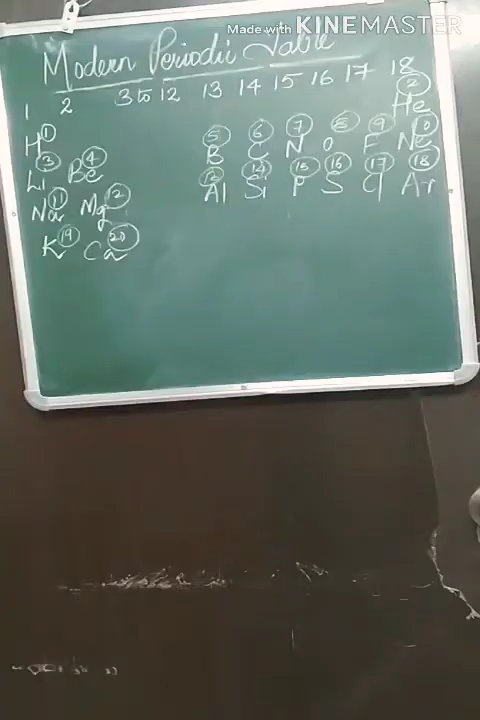 Made with KINEMASTER
Modern Periodic Table
1 2 3 to 12 13 14 15 16 17 18
H 1 He 2
Li 3 Be 4 B 5 C 6 N 7 O 8 F 9 Ne 10
Na 11 Mg 12 Al 13 Si 14 P 15 S 16 Cl 17 Ar 18
K 19 Ca 20